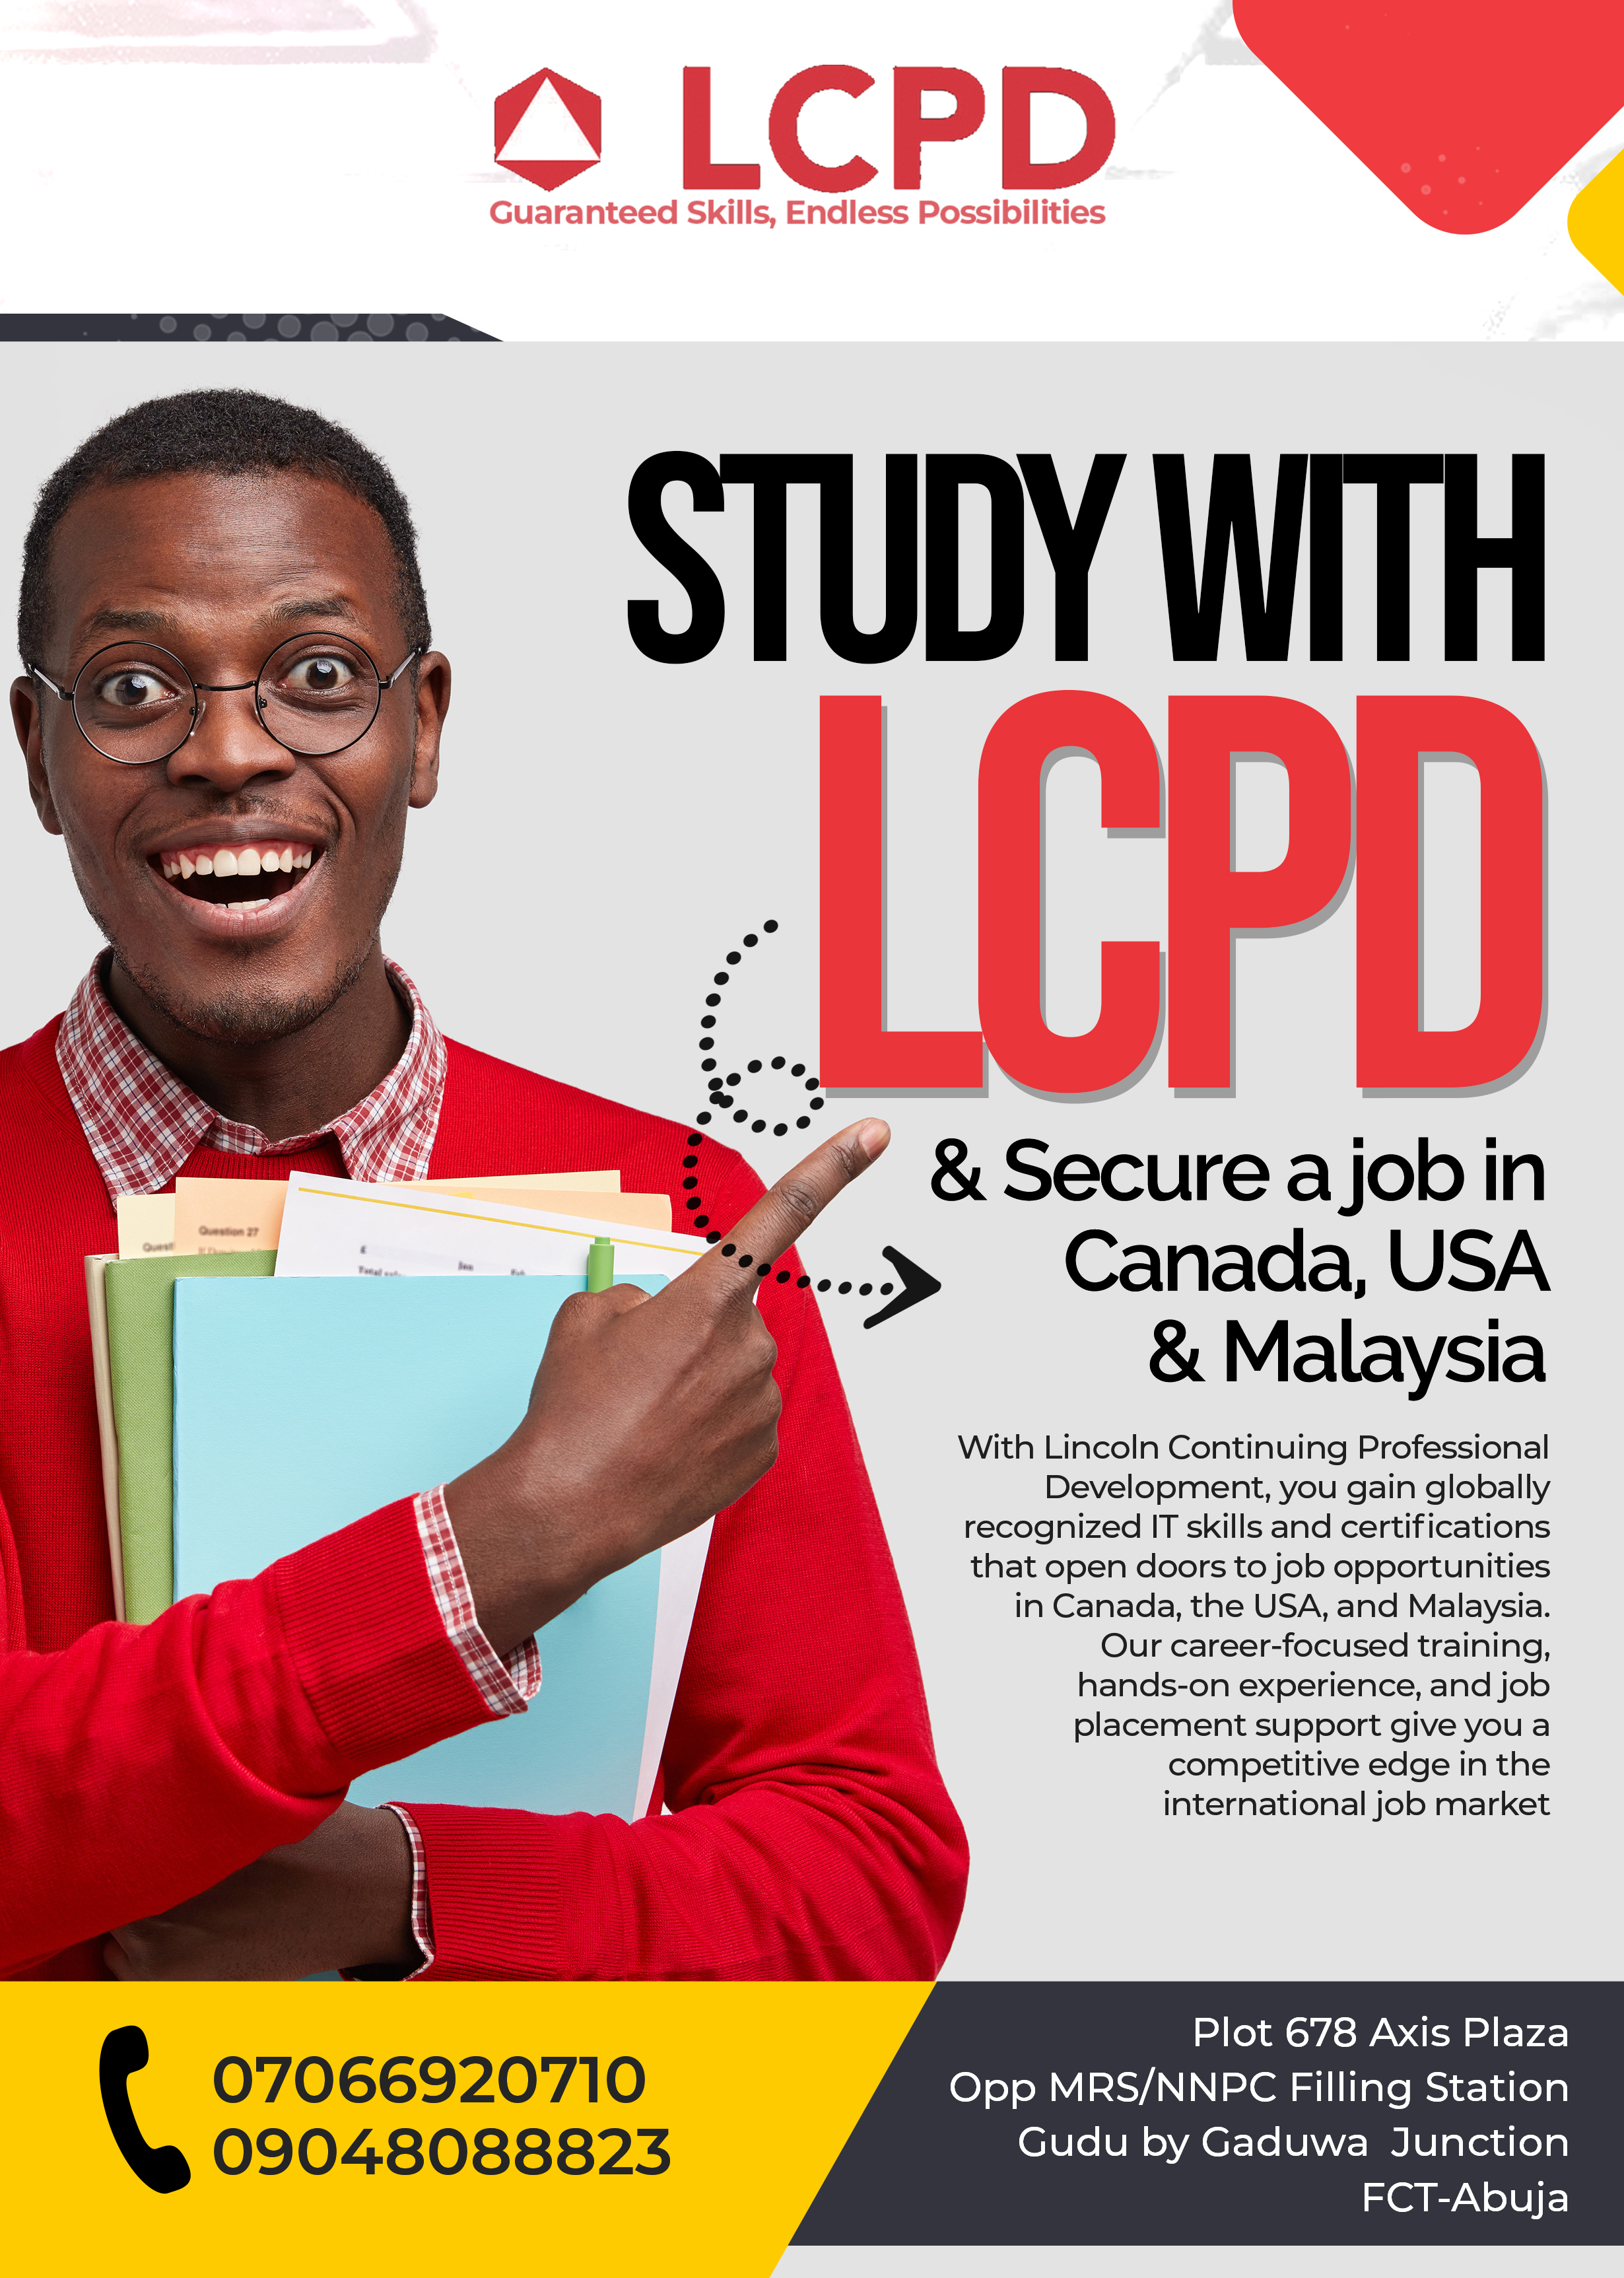 LCPD
Guaranteed Skills, Endless Possibilities
STUDY WITH
LCPD
& Secure a job in
Canada, USA
& Malaysia
With Lincoln Continuing Professional
Development, you gain globally
recognized IT skills and certifications
that open doors to job opportunities
in Canada, the USA, and Malaysia.
Our career-focused training,
hands-on experience, and job
placement support give you a
competitive edge in the
international job market
Question 27
07066920710
09048088823
Plot 678 Axis Plaza
Opp MRS/NNPC Filling Station
Gudu by Gaduwa Junction
FCT-Abuja